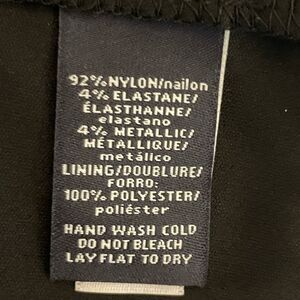 92% NYLON/nailon
4% ELASTANE/
ÉLASTHANNE/
elastano
4% METALLIC/
MÉTALLIQUE/
metálico
LINING/DOUBLURE/
FORRO:
100% POLYESTER/
poliéster
HAND WASH COLD
DO NOT BLEACH
LAY FLAT TO DRY